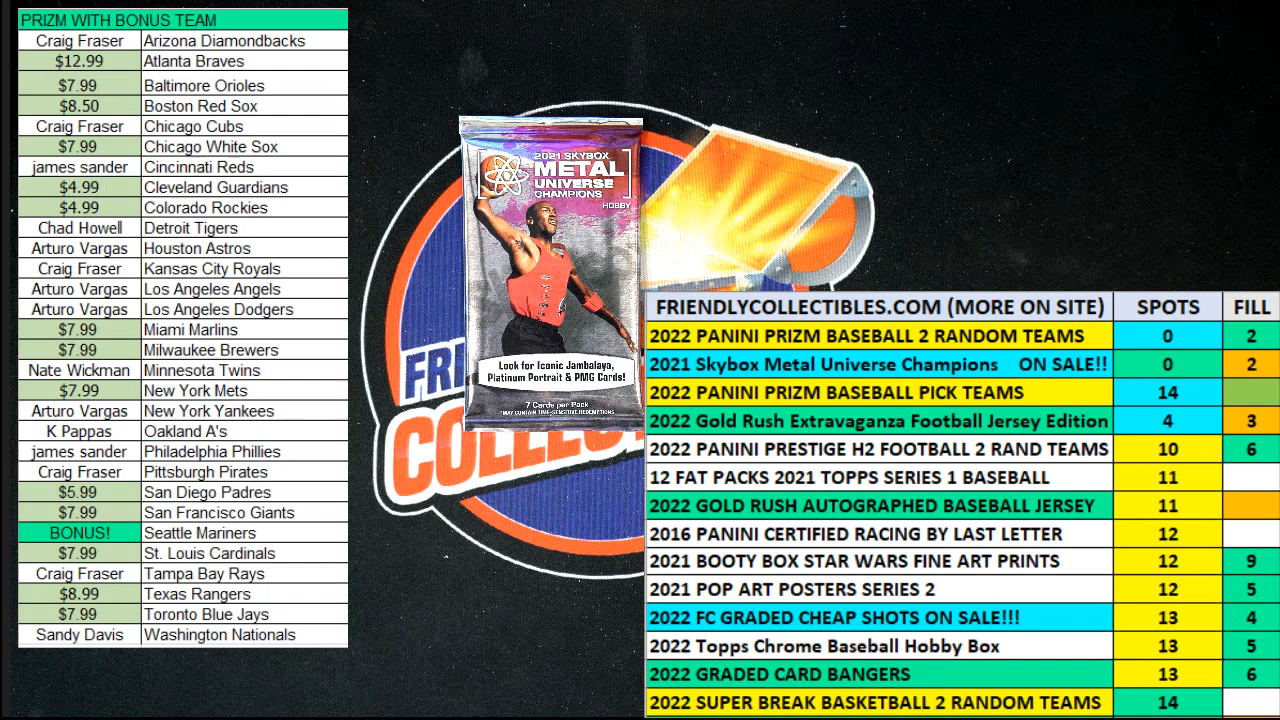 PRIZM WITH BONUS TEAM
Craig Fraser Arizona Diamondbacks
$12.99 Atlanta Braves
$7.99 Baltimore Orioles
$8.50 Boston Red Sox
Craig Fraser Chicago Cubs
$7.99 Chicago White Sox
james sander Cincinnati Reds
$4.99 Cleveland Guardians
$4.99 Colorado Rockies
Chad Howell Detroit Tigers
Arturo Vargas Houston Astros
Craig Fraser Kansas City Royals
Arturo Vargas Los Angeles Angels
Arturo Vargas Los Angeles Dodgers
$7.99 Miami Marlins
$7.99 Milwaukee Brewers
Nate Wickman Minnesota Twins
$7.99 New York Mets
Arturo Vargas New York Yankees
K Pappas Oakland A's
james sander Philadelphia Phillies
Craig Fraser Pittsburgh Pirates
$5.99 San Diego Padres
$7.99 San Francisco Giants
BONUS! Seattle Mariners
$7.99 St. Louis Cardinals
Craig Fraser Tampa Bay Rays
$8.99 Texas Rangers
$7.99 Toronto Blue Jays
Sandy Davis Washington Nationals
2021 SKYBOX
METAL
UNIVERSE
CHAMPIONS
HOBBY
Look for Iconic Jambalaya,
Platinum Portrait & PMG Cards!
7 Cards per Pack
*MAY CONTAIN TIME-SENSITIVE REDEMPTIONS
FRI
COLLE
FRIENDLYCOLLECTIBLES.COM (MORE ON SITE) SPOTS FILL
2022 PANINI PRIZM BASEBALL 2 RANDOM TEAMS 0 2
2021 Skybox Metal Universe Champions ON SALE!! 0 2
2022 PANINI PRIZM BASEBALL PICK TEAMS 14
2022 Gold Rush Extravaganza Football Jersey Edition 4 3
2022 PANINI PRESTIGE H2 FOOTBALL 2 RAND TEAMS 10 6
12 FAT PACKS 2021 TOPPS SERIES 1 BASEBALL 11
2022 GOLD RUSH AUTOGRAPHED BASEBALL JERSEY 11
2016 PANINI CERTIFIED RACING BY LAST LETTER 12
2021 BOOTY BOX STAR WARS FINE ART PRINTS 12 9
2021 POP ART POSTERS SERIES 2 12 5
2022 FC GRADED CHEAP SHOTS ON SALE!!! 13 4
2022 Topps Chrome Baseball Hobby Box 13 5
2022 GRADED CARD BANGERS 13 6
2022 SUPER BREAK BASKETBALL 2 RANDOM TEAMS 14